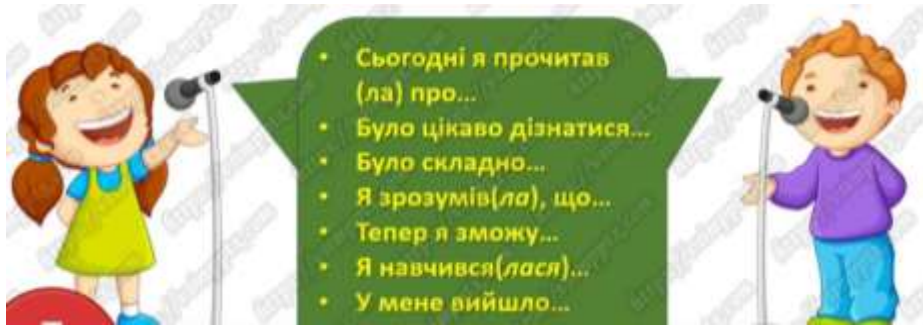 Сьогодні я прочитав
(ла) про...
Було цікаво дізнатися...
Було складно...
Я зрозумів(ла), що...
Тепер я зможу...
Я навчився(лася)...
У мене вийшло...